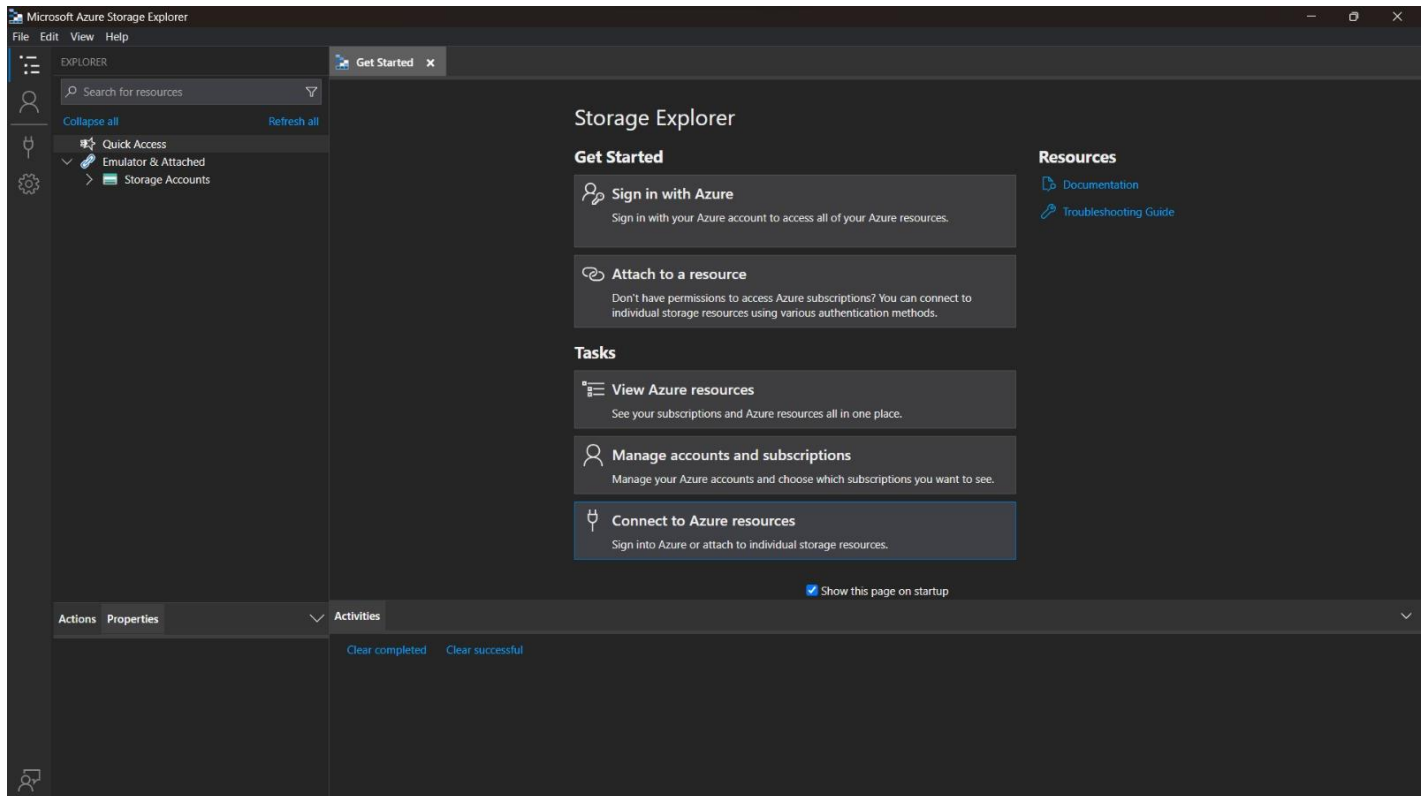 Microsoft Azure Storage Explorer
File Edit View Help
EXPLORER
Search for resources
Collapse all Refresh all
Quick Access
Emulator & Attached
Storage Accounts
Get Started
Storage Explorer
Get Started
Sign in with Azure
Sign in with your Azure account to access all of your Azure resources.
Attach to a resource
Don't have permissions to access Azure subscriptions? You can connect to
individual storage resources using various authentication methods.
Tasks
View Azure resources
See your subscriptions and Azure resources all in one place.
Manage accounts and subscriptions
Manage your Azure accounts and choose which subscriptions you want to see.
Connect to Azure resources
Sign into Azure or attach to individual storage resources.
Show this page on startup
Resources
Documentation
Troubleshooting Guide
Actions Properties
Activities
Clear completed Clear successful